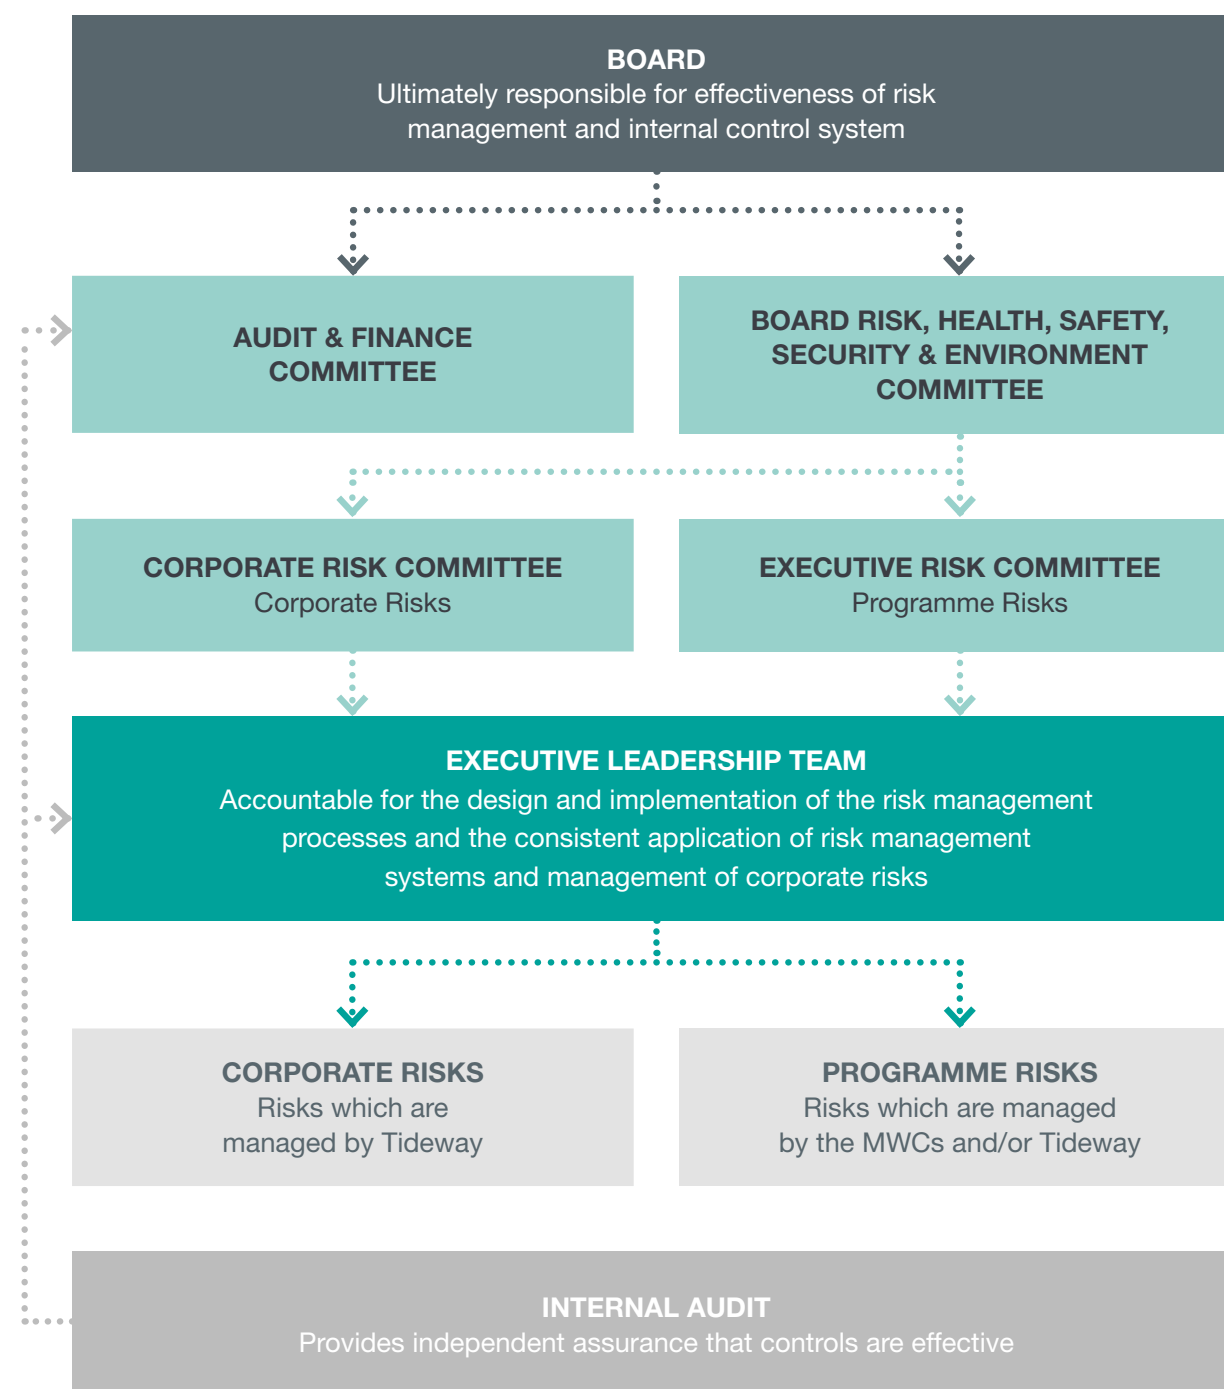 BOARD
Ultimately responsible for effectiveness of risk
management and internal control system
AUDIT & FINANCE
COMMITTEE
BOARD RISK, HEALTH, SAFETY,
SECURITY & ENVIRONMENT
COMMITTEE
CORPORATE RISK COMMITTEE
Corporate Risks
EXECUTIVE RISK COMMITTEE
Programme Risks
EXECUTIVE LEADERSHIP TEAM
Accountable for the design and implementation of the risk management
processes and the consistent application of risk management
systems and management of corporate risks
CORPORATE RISKS
Risks which are
managed by Tideway
PROGRAMME RISKS
Risks which are managed
by the MWCs and/or Tideway
INTERNAL AUDIT
Provides independent assurance that controls are effective